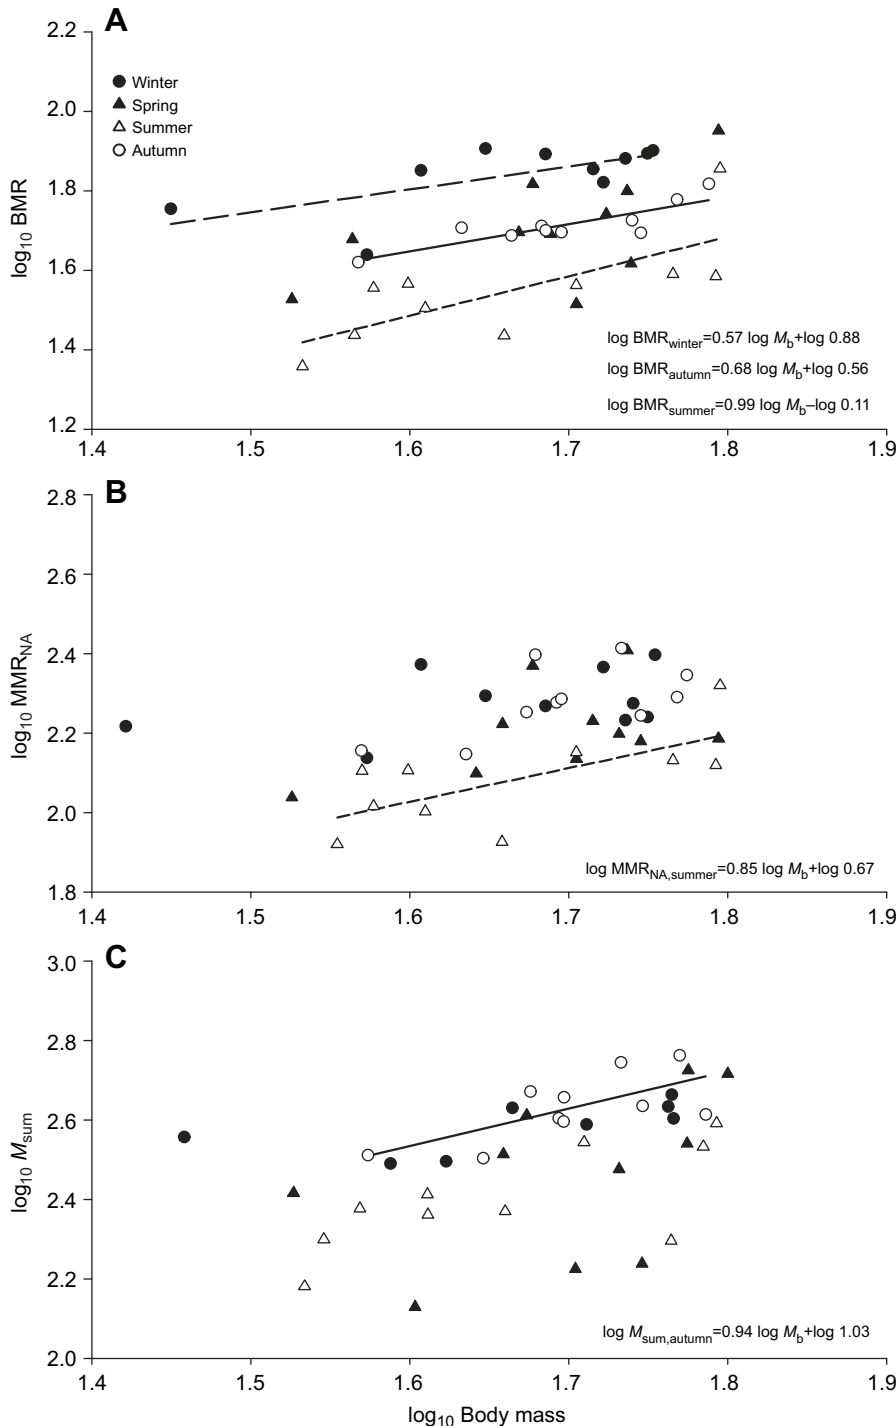 A
2.2
2.0
1.8
1.6
1.4
1.2
log10 BMR
Winter
Spring
Summer
Autumn
log BMRwinter=0.57 log Mb+log 0.88
log BMRautumn=0.68 log Mb+log 0.56
log BMRsummer=0.99 log Mb–log 0.11
1.4 1.5 1.6 1.7 1.8 1.9
B
2.8
2.6
2.4
2.2
2.0
1.8
log10 MMRNA
log MMRNA,summer=0.85 log Mb+log 0.67
1.4 1.5 1.6 1.7 1.8 1.9
C
3.0
2.8
2.6
2.4
2.2
2.0
log10 Msum
log Msum,autumn=0.94 log Mb+log 1.03
1.4 1.5 1.6 1.7 1.8 1.9
log10 Body mass